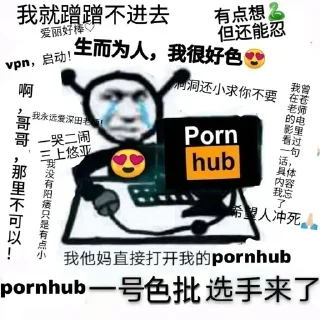 我就蹭蹭不进去
有点想🐍
但还能忍
爱丽好棒♡
vpn，启动！
生而为人，我很好色😍
洞洞还小求你不要
啊，哥哥，那里不可以！
我永远爱深田老师！
一哭二闹
三上悠亚
我没有阳痿只是有点小
我曾在苍老师的电影里看过一句话，具体内容我忘了
Porn
hub
希望人冲死🙏🏻
我他妈直接打开我的pornhub
pornhub一号色批选手来了